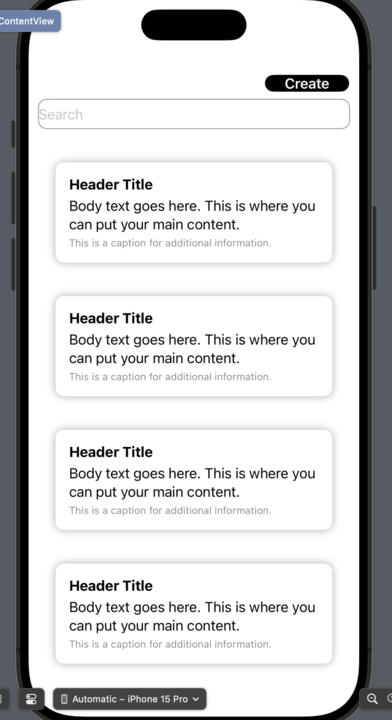 ContentView
Create
Search
Header Title
Body text goes here. This is where you
can put your main content.
This is a caption for additional information.
Header Title
Body text goes here. This is where you
can put your main content.
This is a caption for additional information.
Header Title
Body text goes here. This is where you
can put your main content.
This is a caption for additional information.
Header Title
Body text goes here. This is where you
can put your main content.
This is a caption for additional information.
Automatic – iPhone 15 Pro